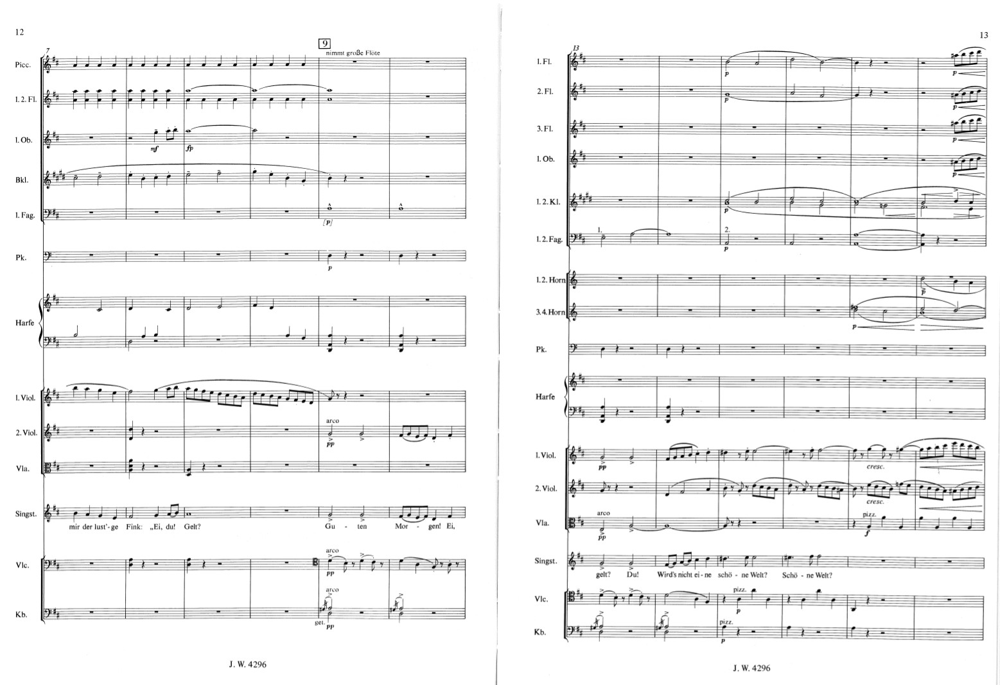 12
7
9
nimmt große Flöte
Picc.
1. 2. Fl.
1. Ob.
mf
fp
Bkl.
1. Fag.
[p]
Pk.
p
Harfe
1. Viol.
arco
2. Viol.
pp
Vla.
Singst.
mir der lust'-ge Fink: „Ei, du! Gelt? Gu - ten Mor - gen! Ei,
arco
Vlc.
pp
arco
Kb.
get.
pp
J. W. 4296
13
13
1. Fl.
p
p
2. Fl.
p
p
3. Fl.
p
1. Ob.
p
1. 2. Kl.
p
1. 2.
1. 2. Fag.
p
1. 2. Horn
p
3. 4. Horn
p
Pk.
Harfe
1. Viol.
pp
cresc.
2. Viol.
cresc.
arco
pizz.
Vla.
pp
f
Singst.
gelt? Du! Wird's nicht ei - ne schö - ne Welt? Schö - ne Welt?
pizz.
Vlc.
p
pizz.
Kb.
p
J. W. 4296